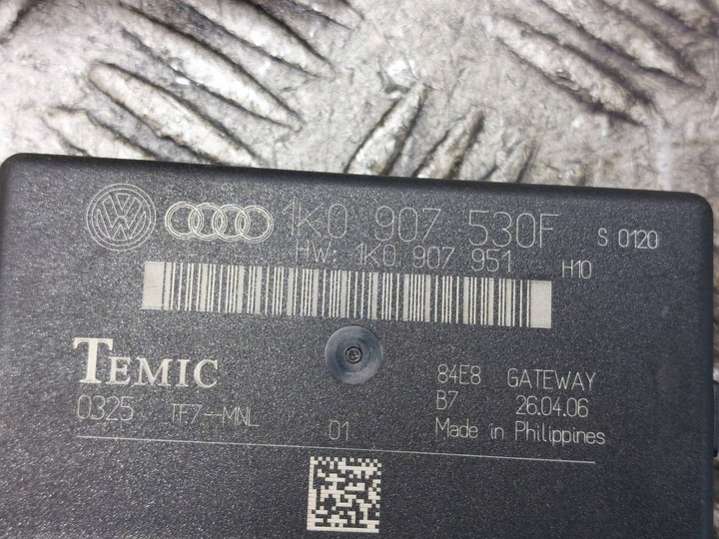 1K0 907 530F S 0120
HW: 1K0 907 951 H10
TEMIC
84E8 GATEWAY
0325 TF7--MNL 01 B7 26.04.06
Made in Philippines